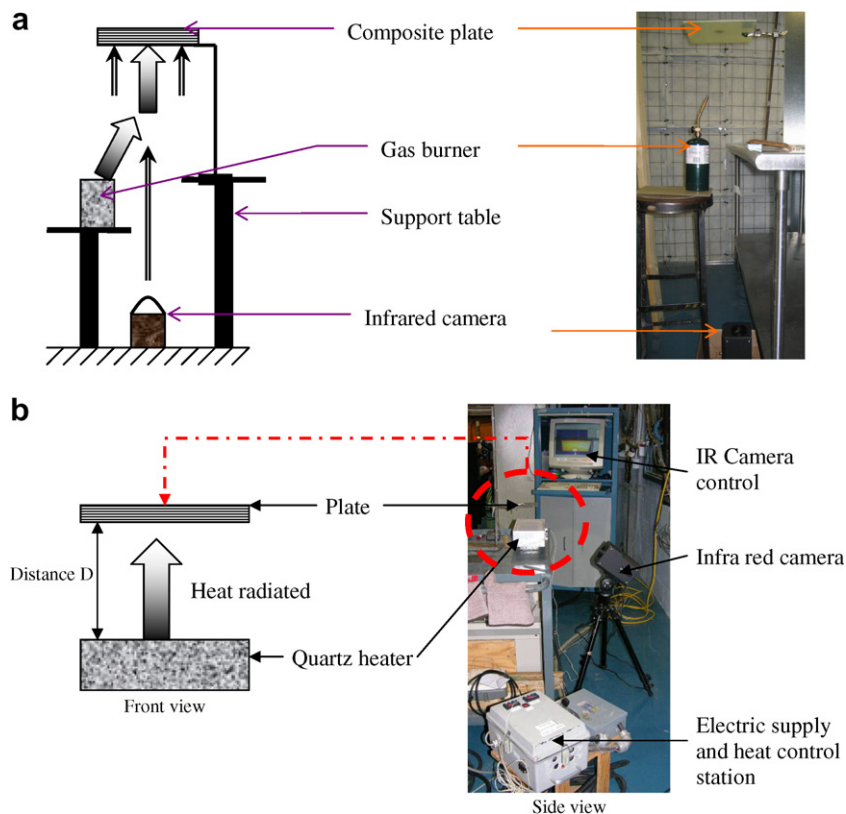 a
Composite plate
Gas burner
Support table
Infrared camera
b
Plate
Distance D
Heat radiated
Quartz heater
Front view
IR Camera
control
Infra red camera
Electric supply
and heat control
station
Side view